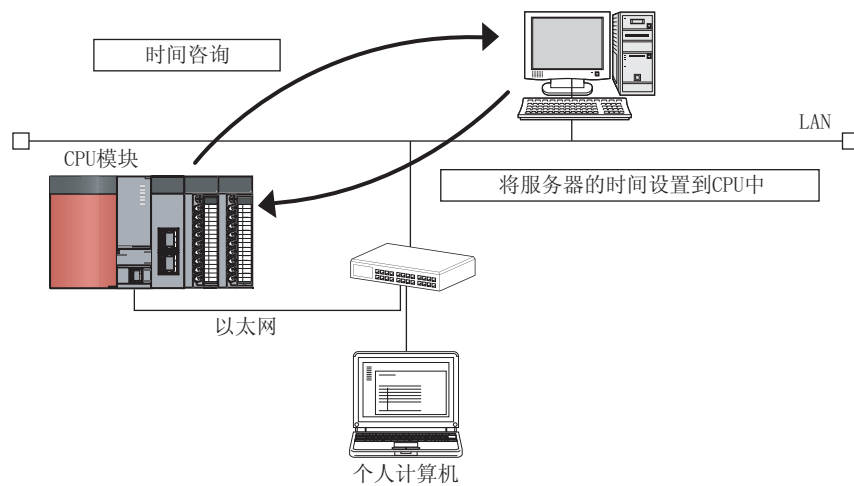 时间咨询
LAN
CPU模块
将服务器的时间设置到CPU中
以太网
个人计算机